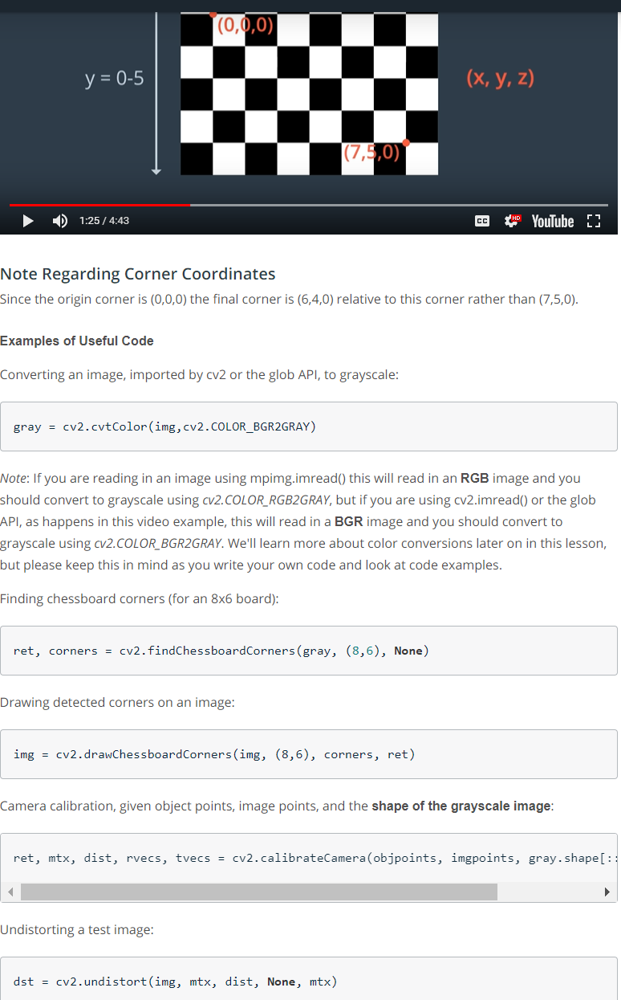 (0,0,0)
y = 0-5
(x, y, z)
(7,5,0)
1:25 / 4:43
CC
HD
YouTube
Note Regarding Corner Coordinates
Since the origin corner is (0,0,0) the final corner is (6,4,0) relative to this corner rather than (7,5,0).
Examples of Useful Code
Converting an image, imported by cv2 or the glob API, to grayscale:
gray = cv2.cvtColor(img,cv2.COLOR_BGR2GRAY)
Note: If you are reading in an image using mpimg.imread() this will read in an RGB image and you
should convert to grayscale using cv2.COLOR_RGB2GRAY, but if you are using cv2.imread() or the glob
API, as happens in this video example, this will read in a BGR image and you should convert to
grayscale using cv2.COLOR_BGR2GRAY. We'll learn more about color conversions later on in this lesson,
but please keep this in mind as you write your own code and look at code examples.
Finding chessboard corners (for an 8x6 board):
ret, corners = cv2.findChessboardCorners(gray, (8,6), None)
Drawing detected corners on an image:
img = cv2.drawChessboardCorners(img, (8,6), corners, ret)
Camera calibration, given object points, image points, and the shape of the grayscale image:
ret, mtx, dist, rvecs, tvecs = cv2.calibrateCamera(objpoints, imgpoints, gray.shape[::
Undistorting a test image:
dst = cv2.undistort(img, mtx, dist, None, mtx)